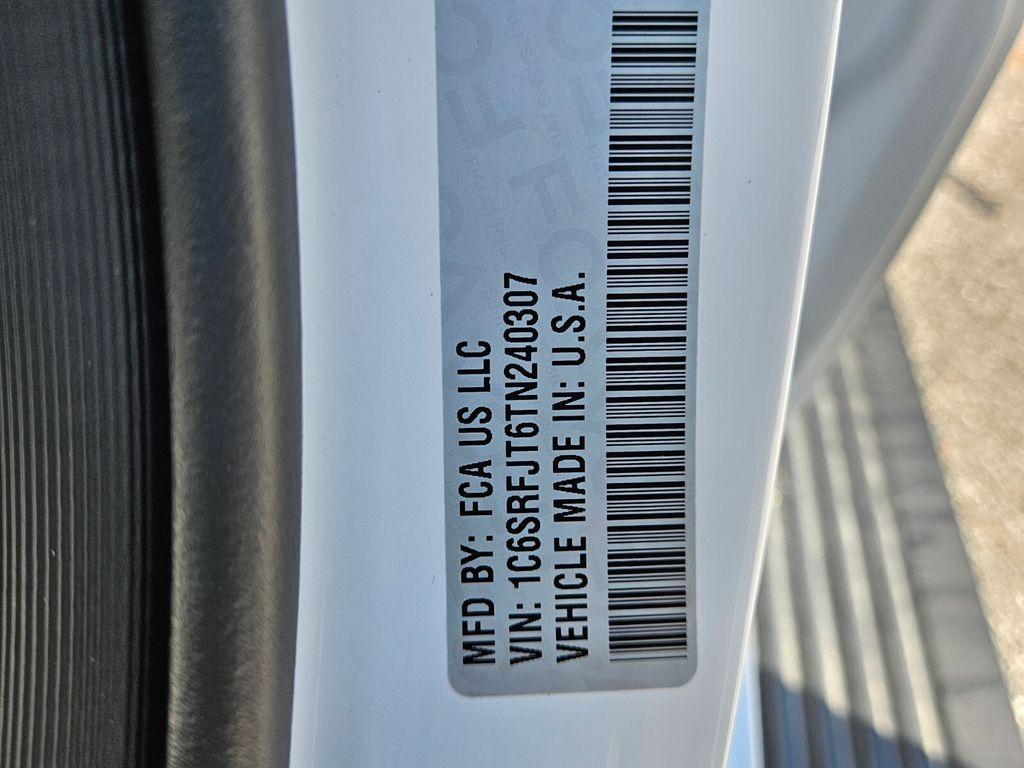 MFD BY: FCA US LLC
VIN: 1C6SRFJT6TN240307
VEHICLE MADE IN: U.S.A.